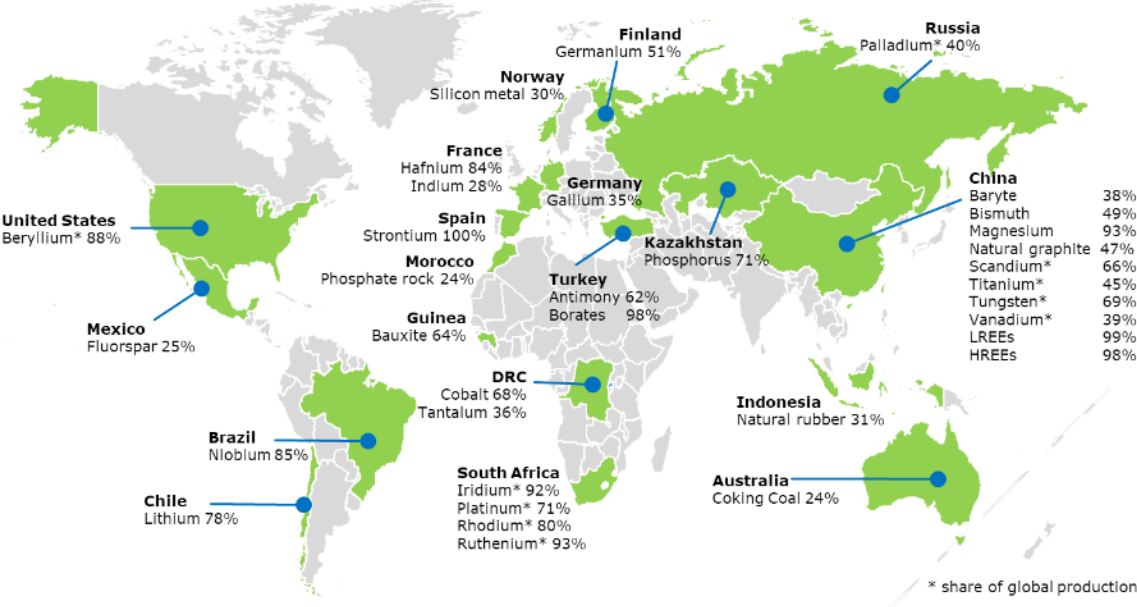 Finland
Germanium 51%
Russia
Palladium* 40%
Norway
Silicon metal 30%
France
Hafnium 84%
Indium 28%
Germany
Gallium 35%
China
Baryte 38%
Bismuth 49%
Magnesium 93%
Natural graphite 47%
Scandium* 66%
Titanium* 45%
Tungsten* 69%
Vanadium* 39%
LREEs 99%
HREEs 98%
United States
Beryllium* 88%
Spain
Strontium 100%
Kazakhstan
Phosphorus 71%
Morocco
Phosphate rock 24%
Turkey
Antimony 62%
Borates 98%
Mexico
Fluorspar 25%
Guinea
Bauxite 64%
DRC
Cobalt 68%
Tantalum 36%
Indonesia
Natural rubber 31%
Brazil
Niobium 85%
South Africa
Iridium* 92%
Platinum* 71%
Rhodium* 80%
Ruthenium* 93%
Australia
Coking Coal 24%
Chile
Lithium 78%
* share of global production